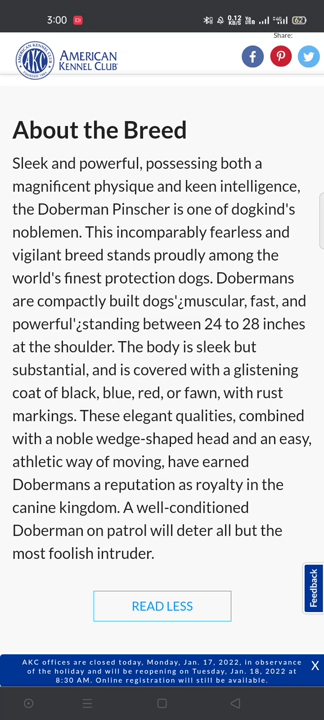 3:00
0.12
KB/S
62
Share:
AKC
AMERICAN
KENNEL CLUB
About the Breed
Sleek and powerful, possessing both a
magnificent physique and keen intelligence,
the Doberman Pinscher is one of dogkind's
noblemen. This incomparably fearless and
vigilant breed stands proudly among the
world's finest protection dogs. Dobermans
are compactly built dogs'¿muscular, fast, and
powerful'¿standing between 24 to 28 inches
at the shoulder. The body is sleek but
substantial, and is covered with a glistening
coat of black, blue, red, or fawn, with rust
markings. These elegant qualities, combined
with a noble wedge-shaped head and an easy,
athletic way of moving, have earned
Dobermans a reputation as royalty in the
canine kingdom. A well-conditioned
Doberman on patrol will deter all but the
most foolish intruder.
Feedback
READ LESS
AKC offices are closed today, Monday, Jan. 17, 2022, in observance
of the holiday and will be reopening on Tuesday, Jan. 18, 2022 at
8:30 AM. Online registration will still be available.
X